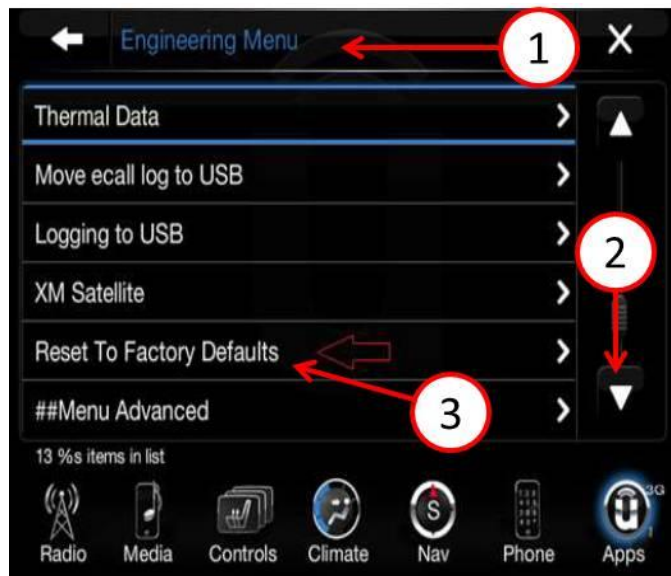 Engineering Menu
1
X
Thermal Data
Move ecall log to USB
Logging to USB
2
XM Satellite
Reset To Factory Defaults
3
##Menu Advanced
13 %s items in list
S
3G
Radio Media Controls Climate Nav Phone Apps